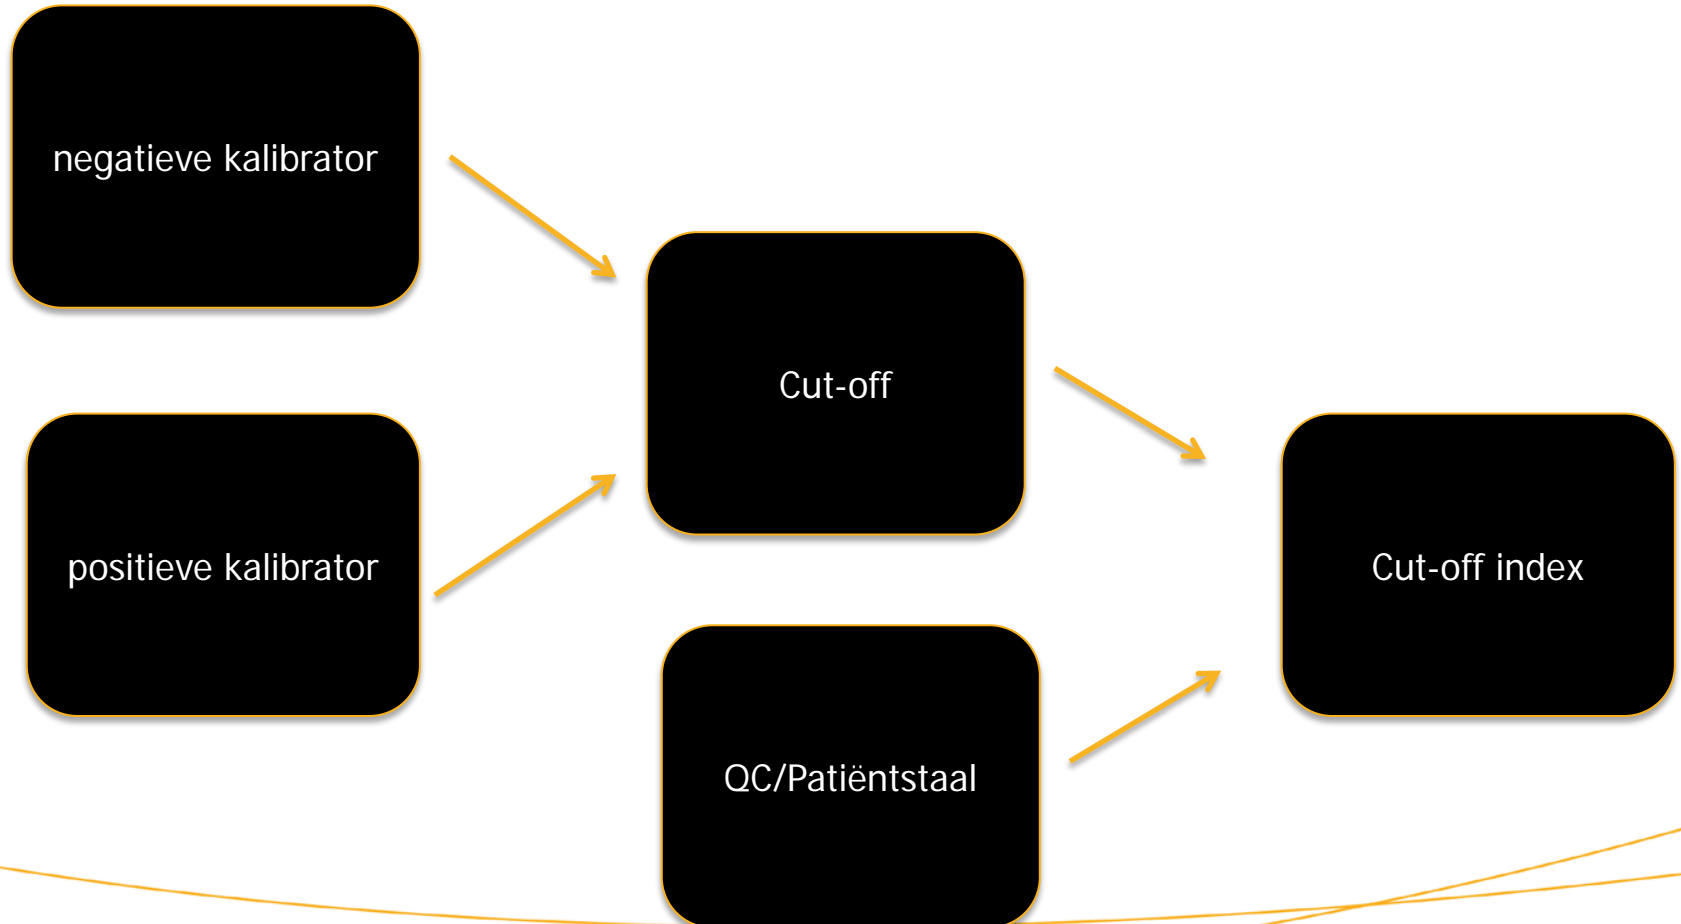 negatieve kalibrator
Cut-off
positieve kalibrator
Cut-off index
QC/Patiëntstaal